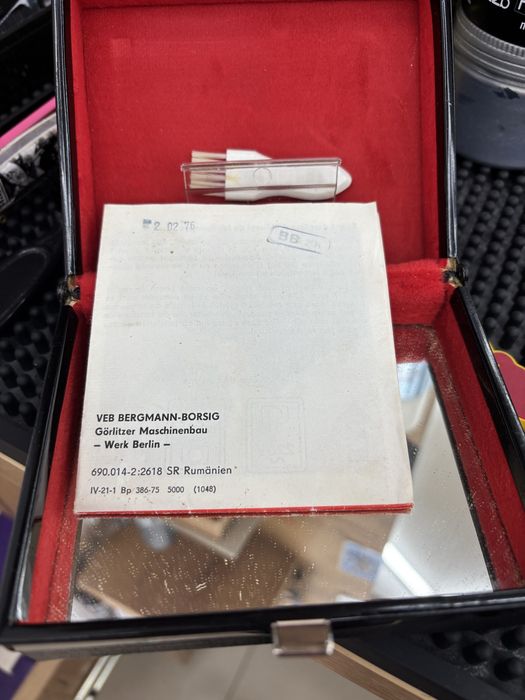 2. 02 76
BB
VEB BERGMANN-BORSIG
Görlitzer Maschinenbau
– Werk Berlin –
690.014-2:2618 SR Rumänien
IV-21-1 Bp 386-75 5000 (1048)